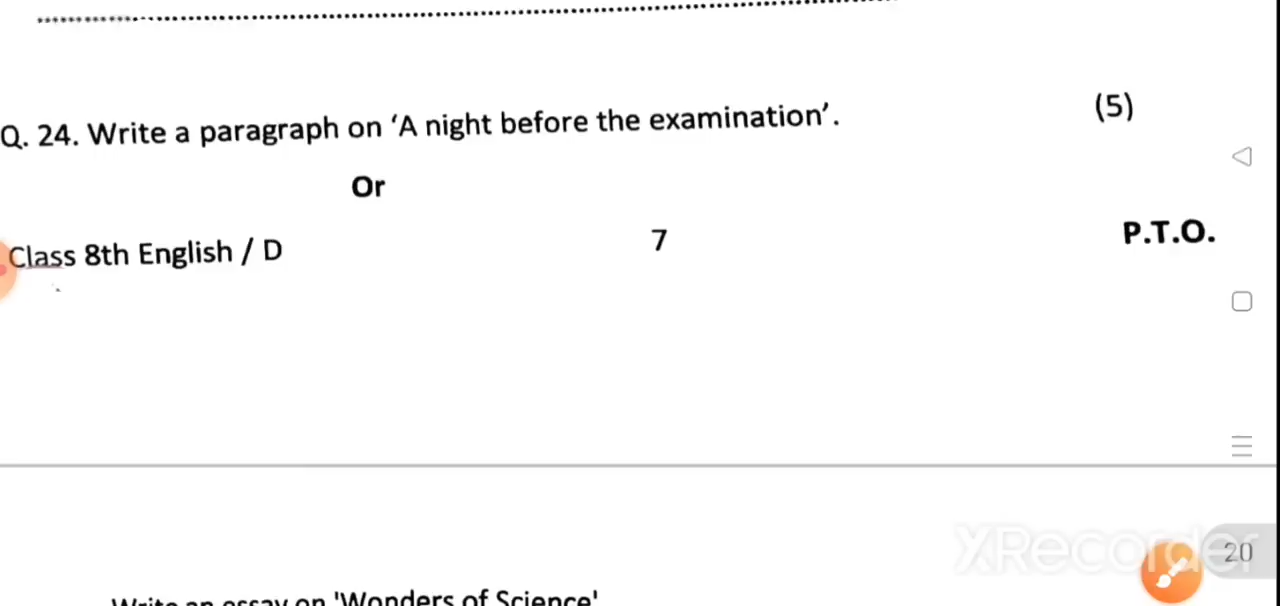 Q. 24. Write a paragraph on ‘A night before the examination’. (5)
Or
Class 8th English / D 7 P.T.O.
XRecorder
20
Write an essay on 'Wonders of Science'